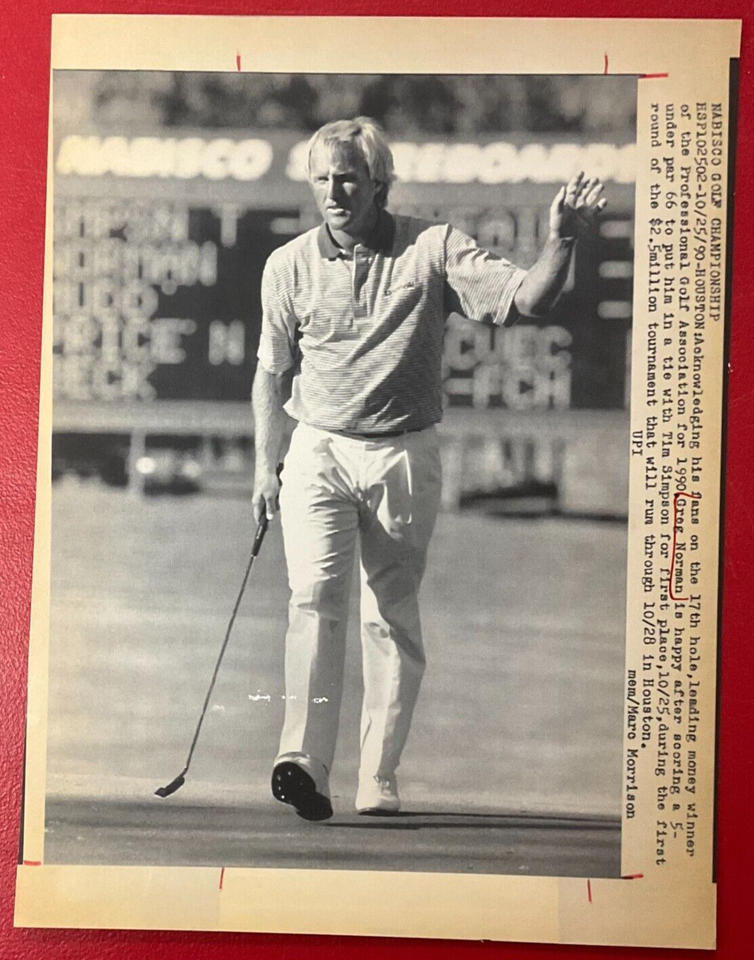 NABISCO GOLF CHAMPIONSHIP
HSP102502-10/25/90-HOUSTON:Acknowledging his fans on the 17th hole,leading money winner
of the Professional Golf Association for 1990 Greg Norman is happy after scoring a 5-
under par 66 to put him in a tie with Tim Simpson for first place,10/25,during the first
round of the $2.5million tournament that will run through 10/28 in Houston.
UPI mem/Marc Morrison
NABISCO
T
NORMAN
PRICE N